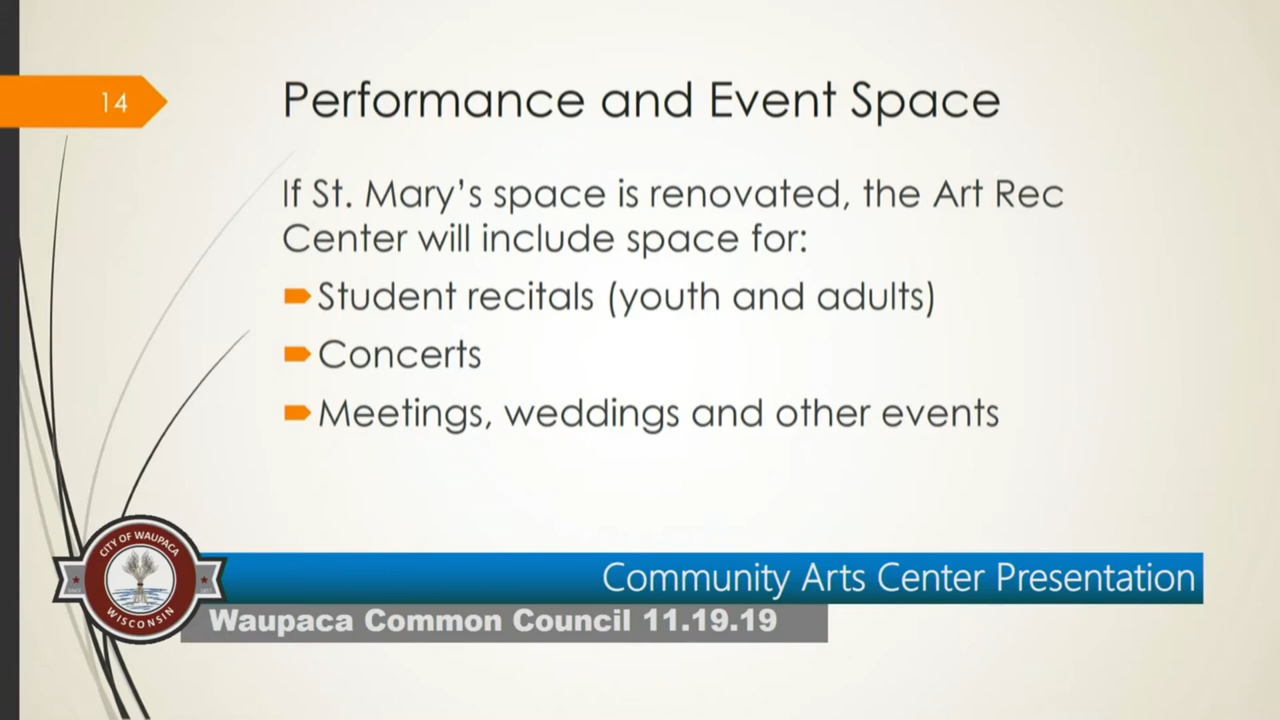 14
Performance and Event Space
If St. Mary's space is renovated, the Art Rec
Center will include space for:
Student recitals (youth and adults)
Concerts
Meetings, weddings and other events
CITY OF WAUPACA
WISCONSIN
Community Arts Center Presentation
Waupaca Common Council 11.19.19